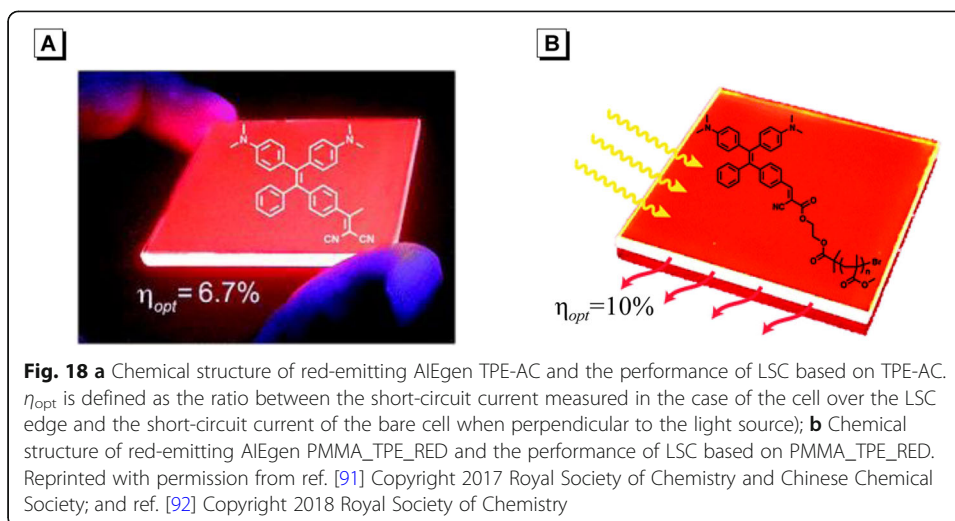 A
B
N
N
CN
CN
ηopt = 6.7%
N
N
NC
O
O
O
O
n
Br
O
O
ηopt=10%
Fig. 18 a Chemical structure of red-emitting AIEgen TPE-AC and the performance of LSC based on TPE-AC.
ηopt is defined as the ratio between the short-circuit current measured in the case of the cell over the LSC
edge and the short-circuit current of the bare cell when perpendicular to the light source); b Chemical
structure of red-emitting AIEgen PMMA_TPE_RED and the performance of LSC based on PMMA_TPE_RED.
Reprinted with permission from ref. [91] Copyright 2017 Royal Society of Chemistry and Chinese Chemical
Society; and ref. [92] Copyright 2018 Royal Society of Chemistry